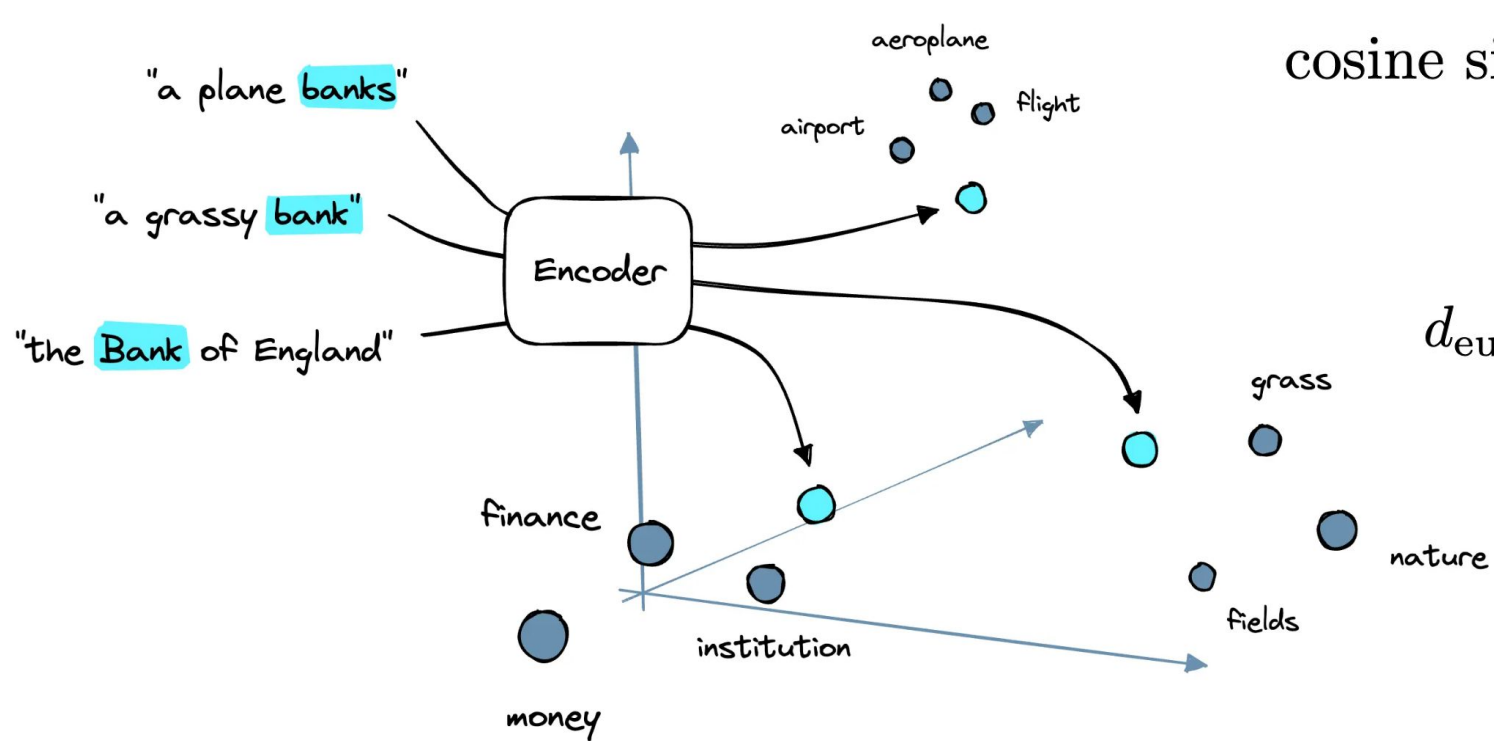 "a plane banks"
"a grassy bank"
"the Bank of England"
Encoder
aeroplane
flight
airport
cosine si
d_eu
grass
nature
fields
finance
institution
money